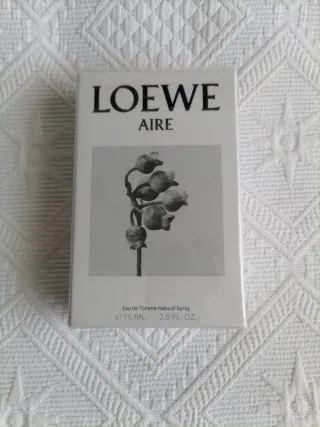 LOEWE
AIRE
Eau de Toilette Natural Spray
e 75 ML. 2.5 FL. OZ.